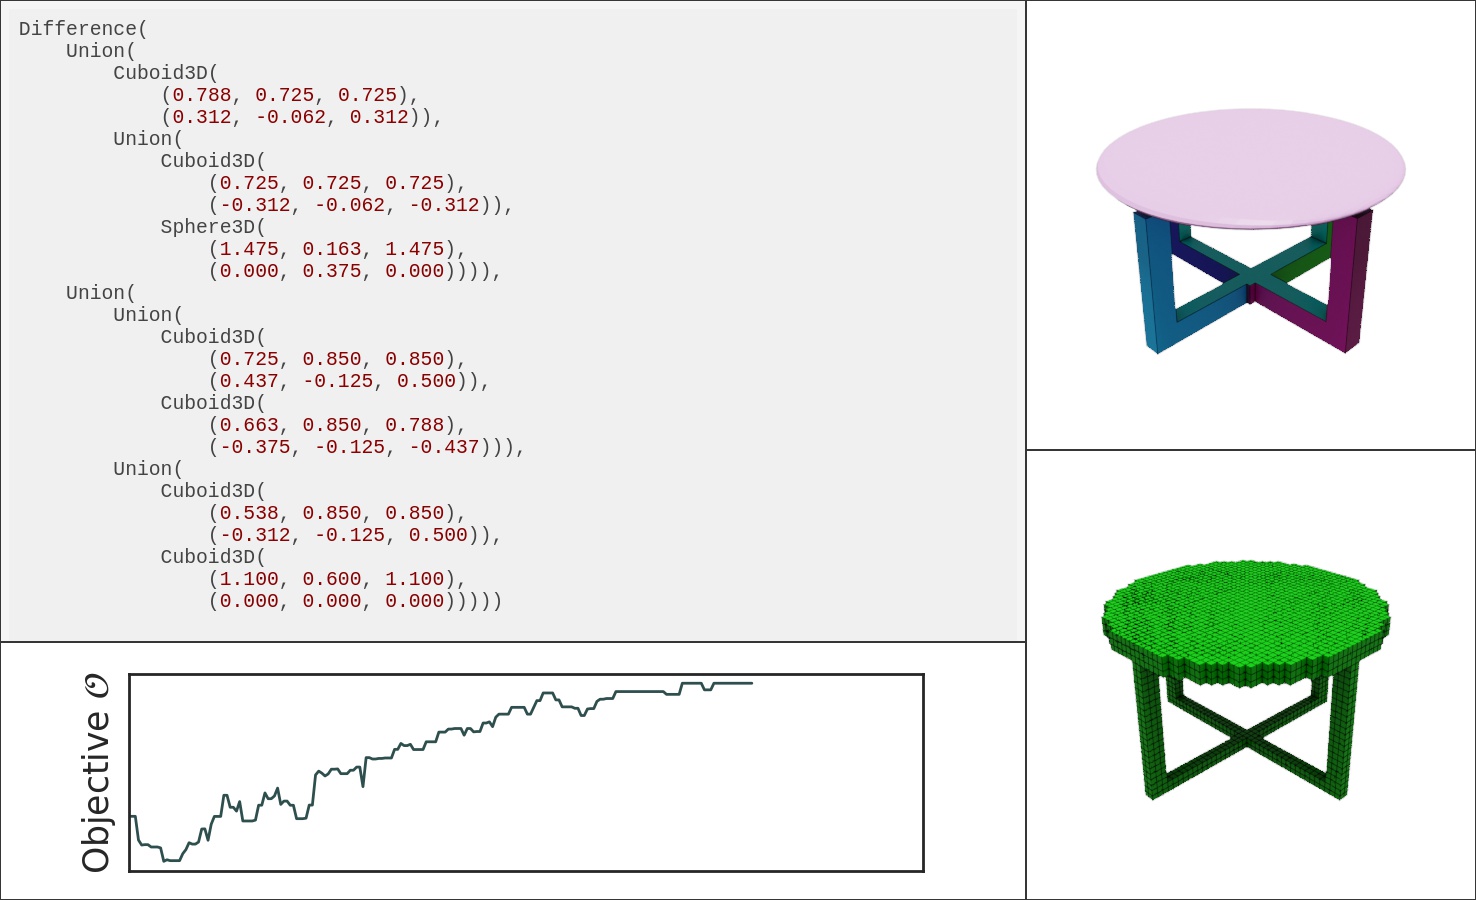 Difference(
    Union(
        Cuboid3D(
            (0.788, 0.725, 0.725),
            (0.312, -0.062, 0.312)),
        Union(
            Cuboid3D(
                (0.725, 0.725, 0.725),
                (-0.312, -0.062, -0.312)),
            Sphere3D(
                (1.475, 0.163, 1.475),
                (0.000, 0.375, 0.000)))),
    Union(
        Union(
            Cuboid3D(
                (0.725, 0.850, 0.850),
                (0.437, -0.125, 0.500)),
            Cuboid3D(
                (0.663, 0.850, 0.788),
                (-0.375, -0.125, -0.437))),
        Union(
            Cuboid3D(
                (0.538, 0.850, 0.850),
                (-0.312, -0.125, 0.500)),
            Cuboid3D(
                (1.100, 0.600, 1.100),
                (0.000, 0.000, 0.000)))))
Objective 𝒪